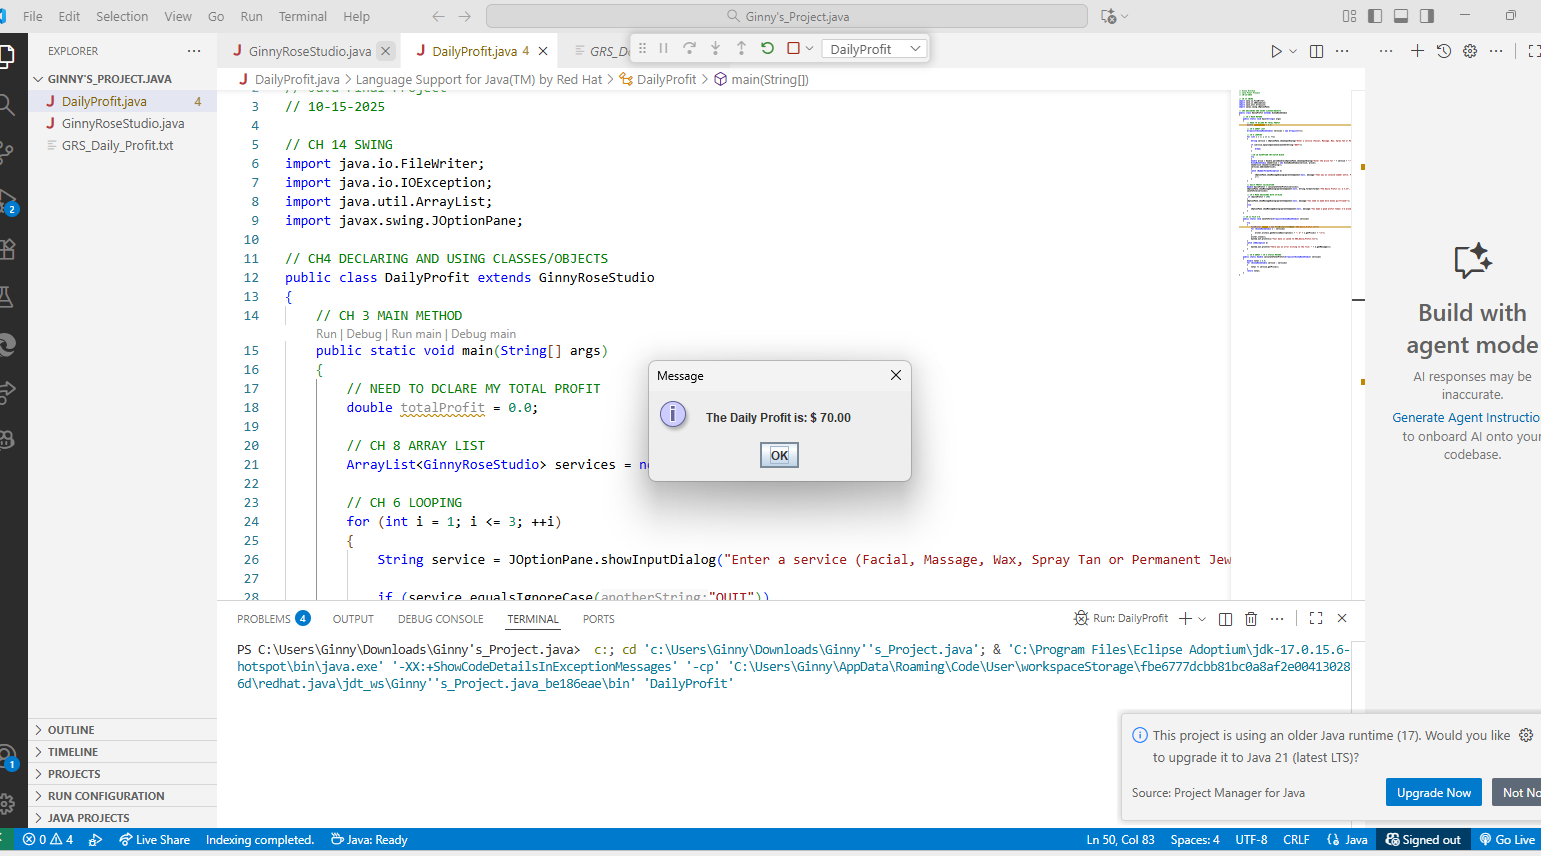 File Edit Selection View Go Run Terminal Help
Ginny's_Project.java
EXPLORER
GinnyRoseStudio.java
DailyProfit.java 4
GRS_D
DailyProfit
GINNY'S_PROJECT.JAVA
DailyProfit.java 4
GinnyRoseStudio.java
GRS_Daily_Profit.txt
DailyProfit.java > Language Support for Java(TM) by Red Hat > DailyProfit > main(String[])
2 // Java Final Project
3 // 10-15-2025
4
5 // CH 14 SWING
6 import java.io.FileWriter;
7 import java.io.IOException;
8 import java.util.ArrayList;
9 import javax.swing.JOptionPane;
10
11 // CH4 DECLARING AND USING CLASSES/OBJECTS
12 public class DailyProfit extends GinnyRoseStudio
13 {
14 // CH 3 MAIN METHOD
Run | Debug | Run main | Debug main
15 public static void main(String[] args)
16 {
17 // NEED TO DCLARE MY TOTAL PROFIT
18 double totalProfit = 0.0;
19
20 // CH 8 ARRAY LIST
21 ArrayList<GinnyRoseStudio> services = n
22
23 // CH 6 LOOPING
24 for (int i = 1; i <= 3; ++i)
25 {
26 String service = JOptionPane.showInputDialog("Enter a service (Facial, Massage, Wax, Spray Tan or Permanent Jew
27
28 if (service.equalsIgnoreCase(anotherString:"QUIT"))
Message
The Daily Profit is: $ 70.00
OK
Build with
agent mode
AI responses may be
inaccurate.
Generate Agent Instructio
to onboard AI onto your
codebase.
2
1
PROBLEMS 4 OUTPUT DEBUG CONSOLE TERMINAL PORTS
Run: DailyProfit
PS C:\Users\Ginny\Downloads\Ginny's_Project.java> c:; cd 'c:\Users\Ginny\Downloads\Ginny''s_Project.java'; & 'C:\Program Files\Eclipse Adoptium\jdk-17.0.15.6-
hotspot\bin\java.exe' '-XX:+ShowCodeDetailsInExceptionMessages' '-cp' 'C:\Users\Ginny\AppData\Roaming\Code\User\workspaceStorage\fbe6777dcbb81bc0a8af2e00413028
6d\redhat.java\jdt_ws\Ginny''s_Project.java_be186eae\bin' 'DailyProfit'
OUTLINE
TIMELINE
PROJECTS
RUN CONFIGURATION
JAVA PROJECTS
This project is using an older Java runtime (17). Would you like
to upgrade it to Java 21 (latest LTS)?
Source: Project Manager for Java
Upgrade Now
Not No
0 4 Live Share Indexing completed. Java: Ready
Ln 50, Col 83 Spaces: 4 UTF-8 CRLF {} Java Signed out Go Live